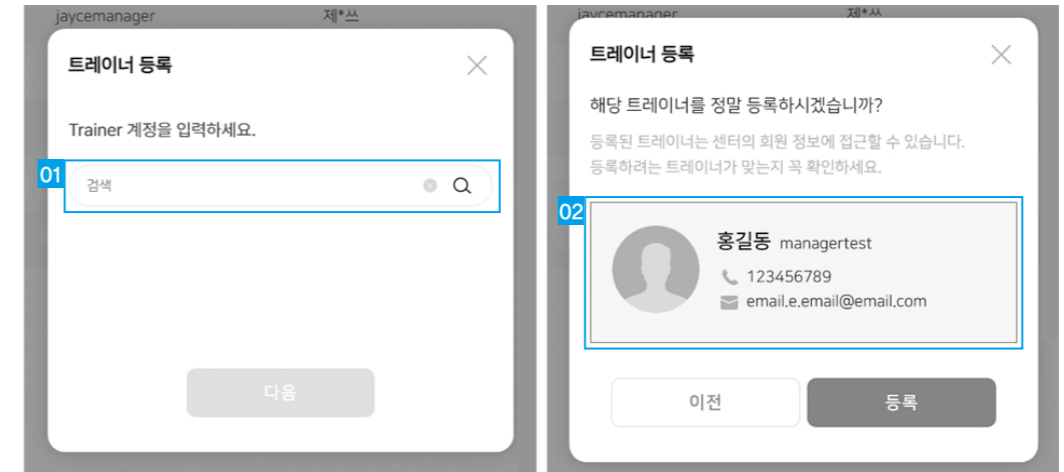 jaycemanager 제*쓰
트레이너 등록
Trainer 계정을 입력하세요.
01
검색
다음
jaycemanager 제*쓰
트레이너 등록
해당 트레이너를 정말 등록하시겠습니까?
등록된 트레이너는 센터의 회원 정보에 접근할 수 있습니다.
등록하려는 트레이너가 맞는지 꼭 확인하세요.
02
홍길동 managertest
123456789
email.e.email@email.com
이전 등록